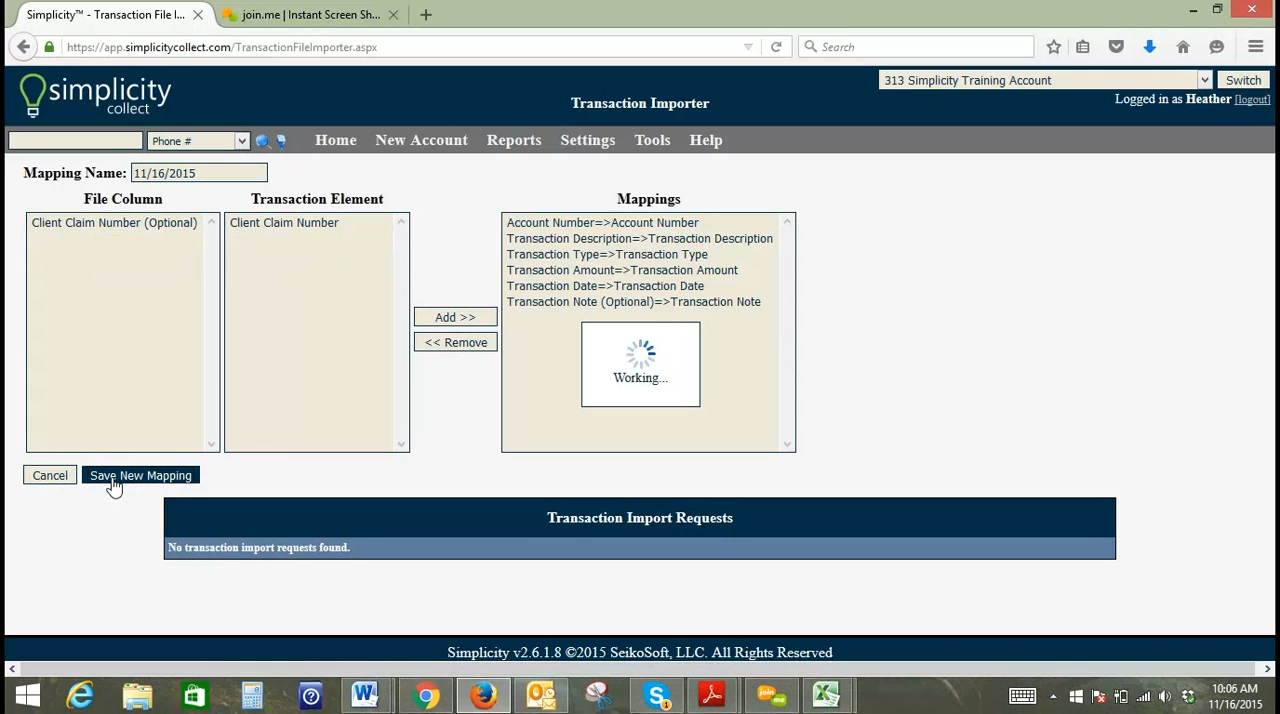 Simplicity™ - Transaction File I...
join.me | Instant Screen Sh...
https://app.simplicitycollect.com/TransactionFileImporter.aspx
Search
simplicity
collect
Transaction Importer
313 Simplicity Training Account
Switch
Logged in as Heather [logout]
Phone #
Home New Account Reports Settings Tools Help
Mapping Name: 11/16/2015
File Column
Transaction Element
Mappings
Client Claim Number (Optional)
Client Claim Number
Account Number=>Account Number
Transaction Description=>Transaction Description
Transaction Type=>Transaction Type
Transaction Amount=>Transaction Amount
Transaction Date=>Transaction Date
Transaction Note (Optional)=>Transaction Note
Add >>
<< Remove
Working...
Cancel
Save New Mapping
Transaction Import Requests
No transaction import requests found.
Simplicity v2.6.1.8 ©2015 SeikoSoft, LLC. All Rights Reserved
10:06 AM
11/16/2015